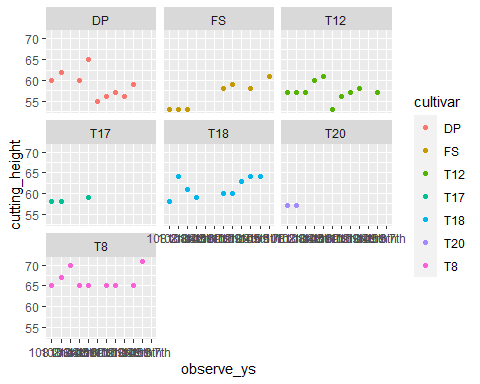 DP FS T12
70
65
60
55
T17 T18 T20
70
65
60
55
T8
70
65
60
55
cutting_height
observe_ys
cultivar
DP
FS
T12
T17
T18
T20
T8